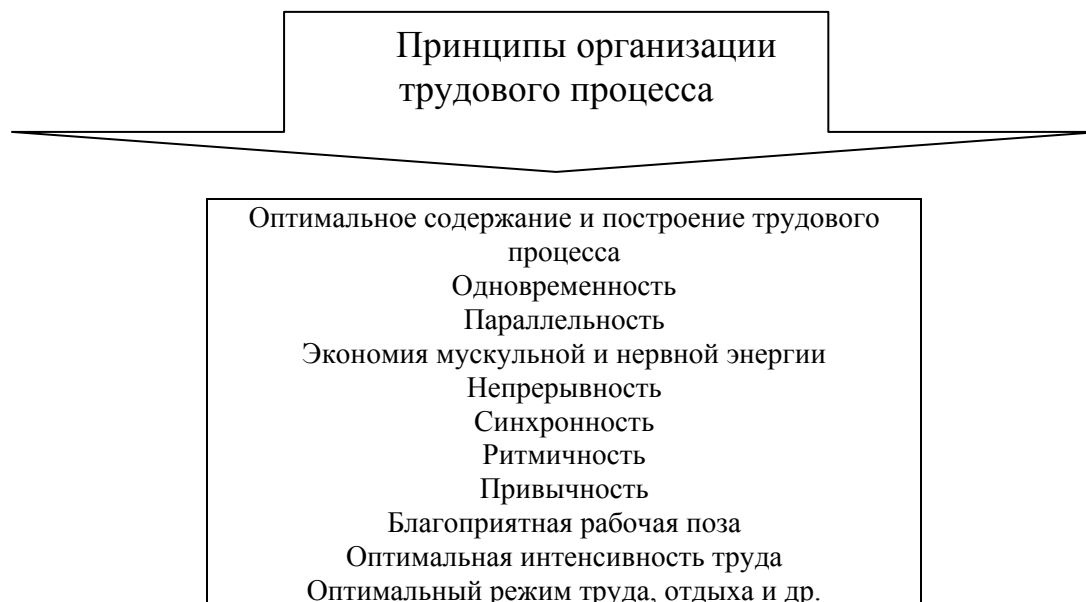 Принципы организации
трудового процесса
Оптимальное содержание и построение трудового
процесса
Одновременность
Параллельность
Экономия мускульной и нервной энергии
Непрерывность
Синхронность
Ритмичность
Привычность
Благоприятная рабочая поза
Оптимальная интенсивность труда
Оптимальный режим труда, отдыха и др.